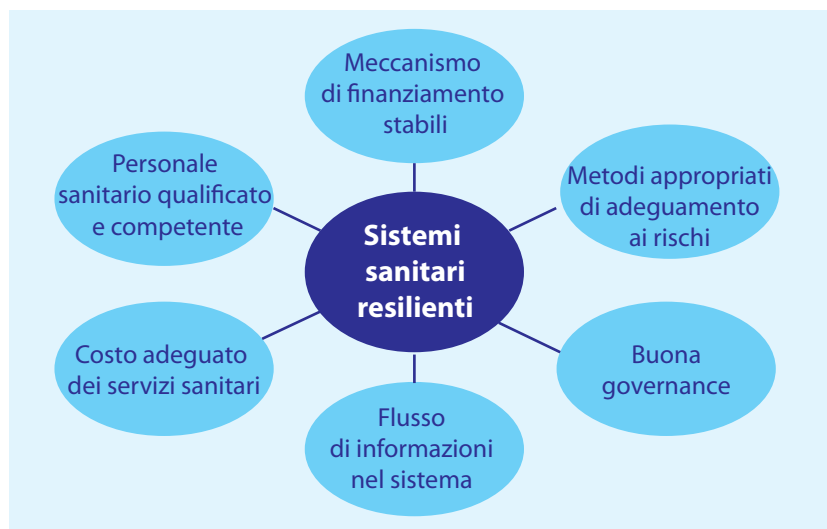 Meccanismo
di finanziamento
stabili
Personale
sanitario qualificato
e competente
Metodi appropriati
di adeguamento
ai rischi
Sistemi
sanitari
resilienti
Costo adeguato
dei servizi sanitari
Buona
governance
Flusso
di informazioni
nel sistema